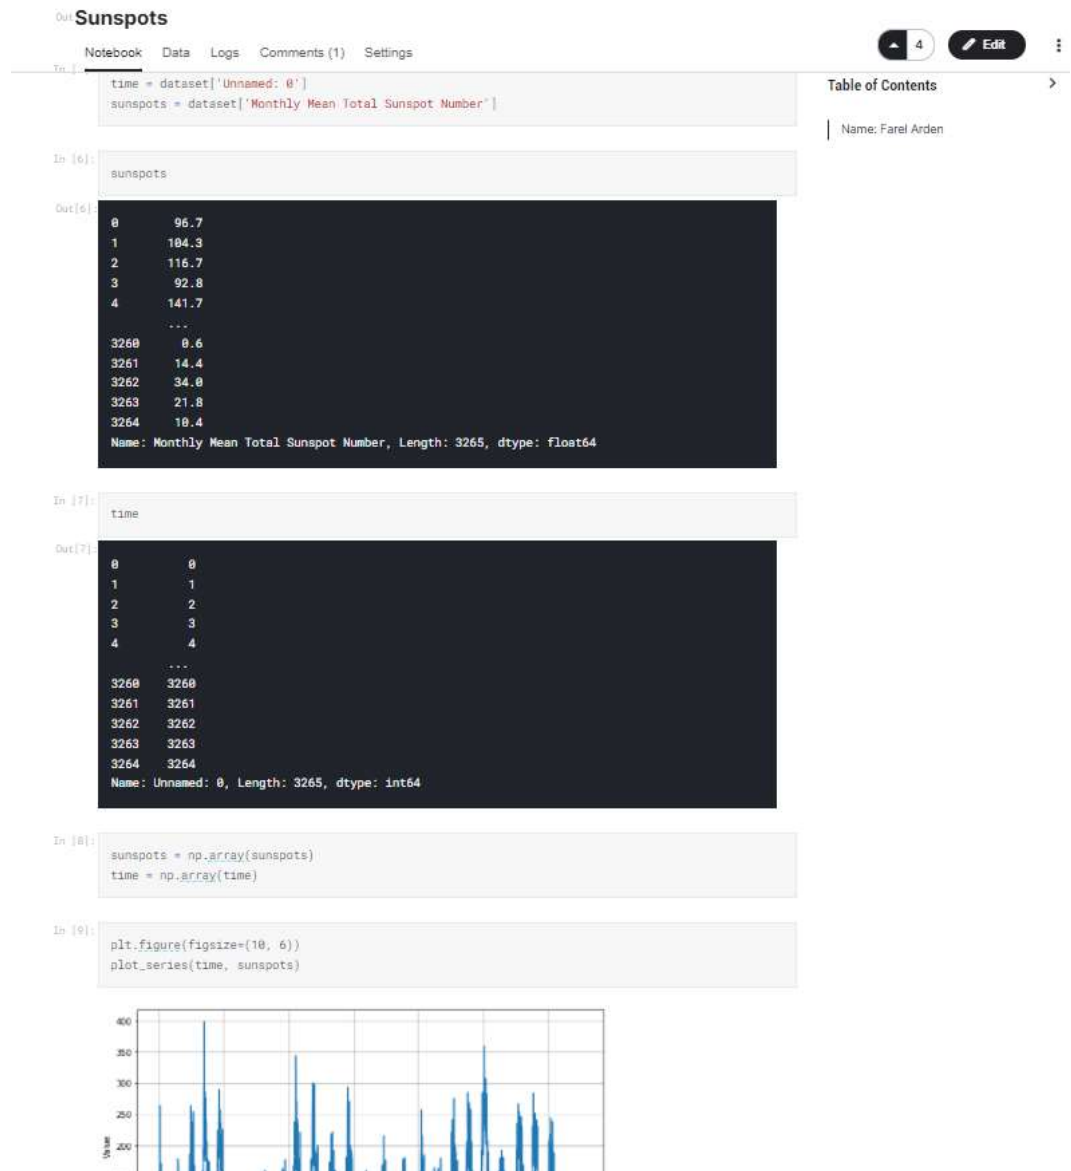 Out
Sunspots
Notebook Data Logs Comments (1) Settings
4
Edit
In [
time = dataset['Unnamed: 0']
sunspots = dataset['Monthly Mean Total Sunspot Number']
Table of Contents
Name: Farel Arden
In [6]:
sunspots
Out[6]:
0 96.7
1 104.3
2 116.7
3 92.8
4 141.7
...
3260 0.6
3261 14.4
3262 34.0
3263 21.8
3264 10.4
Name: Monthly Mean Total Sunspot Number, Length: 3265, dtype: float64
In [7]:
time
Out[7]:
0 0
1 1
2 2
3 3
4 4
...
3260 3260
3261 3261
3262 3262
3263 3263
3264 3264
Name: Unnamed: 0, Length: 3265, dtype: int64
In [8]:
sunspots = np.array(sunspots)
time = np.array(time)
In [9]:
plt.figure(figsize=(10, 6))
plot_series(time, sunspots)
400
350
300
250
200
Value